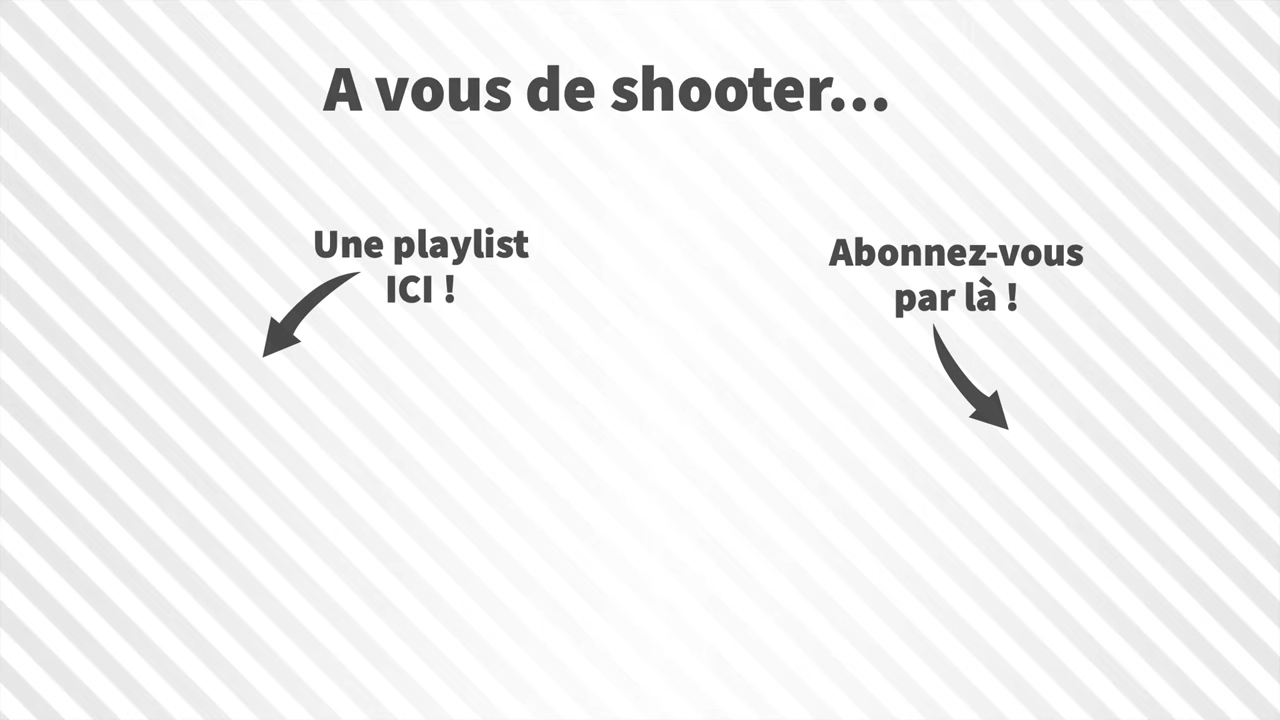 A vous de shooter...
Une playlist
ICI !
Abonnez-vous
par là !